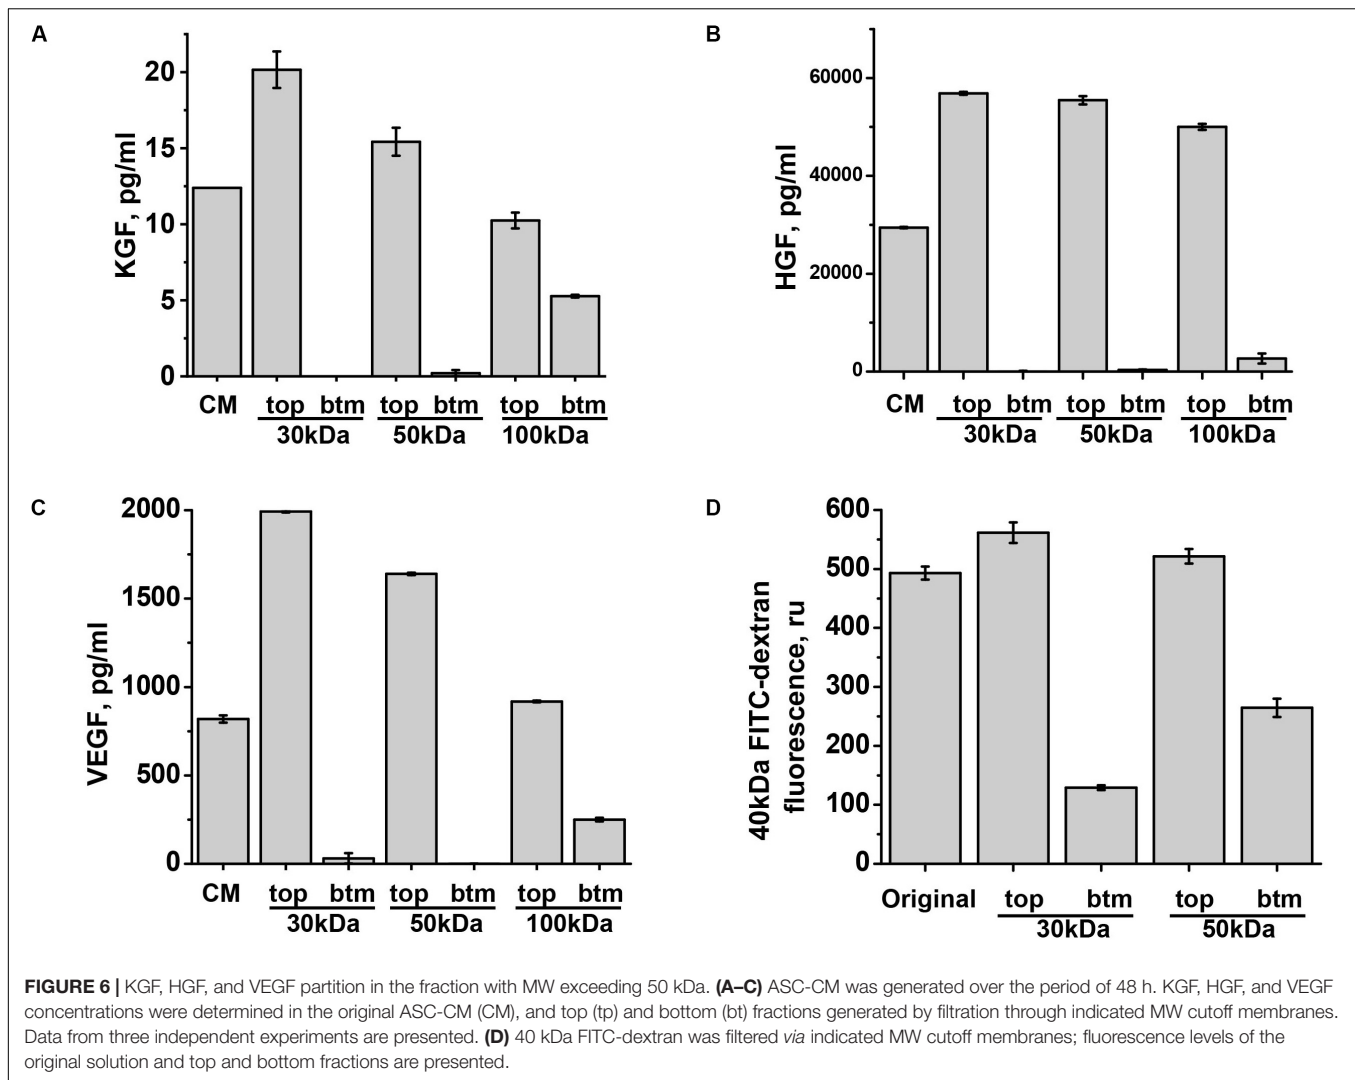 A
KGF, pg/ml
20
15
10
5
0
CM
top btm top btm top btm
30kDa 50kDa 100kDa
B
HGF, pg/ml
60000
40000
20000
0
CM
top btm top btm top btm
30kDa 50kDa 100kDa
C
VEGF, pg/ml
2000
1500
1000
500
0
CM
top btm top btm top btm
30kDa 50kDa 100kDa
D
40kDa FITC-dextran
fluorescence, ru
600
500
400
300
200
100
0
Original top btm top btm
30kDa 50kDa
FIGURE 6 | KGF, HGF, and VEGF partition in the fraction with MW exceeding 50 kDa. (A–C) ASC-CM was generated over the period of 48 h. KGF, HGF, and VEGF
concentrations were determined in the original ASC-CM (CM), and top (tp) and bottom (bt) fractions generated by filtration through indicated MW cutoff membranes.
Data from three independent experiments are presented. (D) 40 kDa FITC-dextran was filtered via indicated MW cutoff membranes; fluorescence levels of the
original solution and top and bottom fractions are presented.